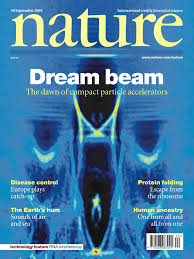 30 September 2004
International weekly journal of science
nature
www.nature.com/nature
Dream beam
The dawn of compact particle accelerators
Disease control
Europe plays
catch-up
The Earth's hum
Sounds of air and
sea
Protein folding
Escape from
the ribosome
Human ancestry
One from all and
all from one
technology feature RNA interference